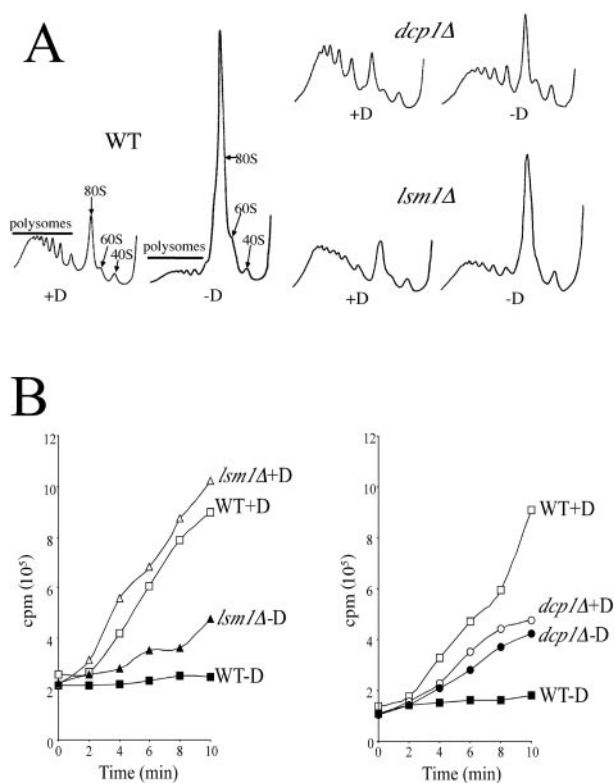 A
WT
polysomes
80S
60S
40S
+D
polysomes
80S
60S
40S
-D
dcp1Δ
+D
-D
lsm1Δ
+D
-D
B
12
10
8
6
4
2
0
cpm (10⁵)
0 2 4 6 8 10
Time (min)
lsm1Δ+D
WT+D
lsm1Δ-D
WT-D
12
10
8
6
4
2
0
cpm (10⁵)
0 2 4 6 8 10
Time (min)
WT+D
dcp1Δ+D
dcp1Δ-D
WT-D